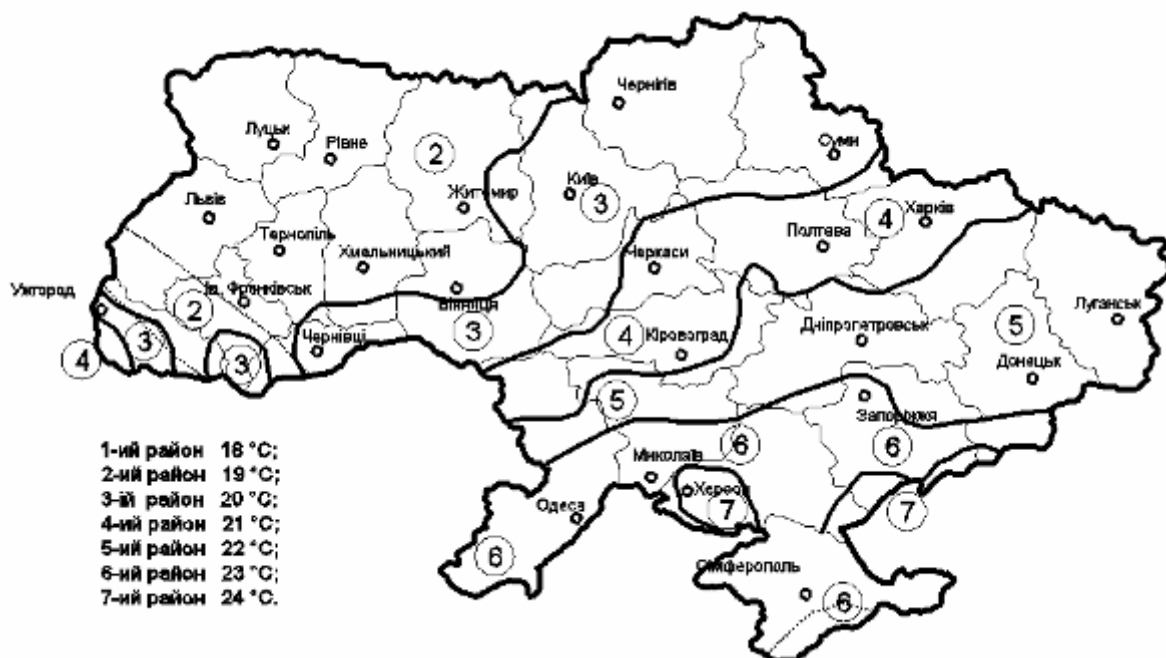 Чернігів
Луцьк
Рівне
2
Суми
Київ
3
Житомир
Львів
4
Харків
Полтава
Тернопіль
Хмельницький
Черкаси
Ужгород
Ів. Франківськ
2
Вінниця
Луганськ
3
4
Дніпропетровськ
5
Чернівці
Кіровоград
3
4
3
Донецьк
5
Запоріжжя
6
6
Миколаїв
Херсон
7
7
Одеса
6
Сімферополь
6
1-ий район 18 °C;
2-ий район 19 °C;
3-ій район 20 °C;
4-ий район 21 °C;
5-ий район 22 °C;
6-ий район 23 °C;
7-ий район 24 °C.